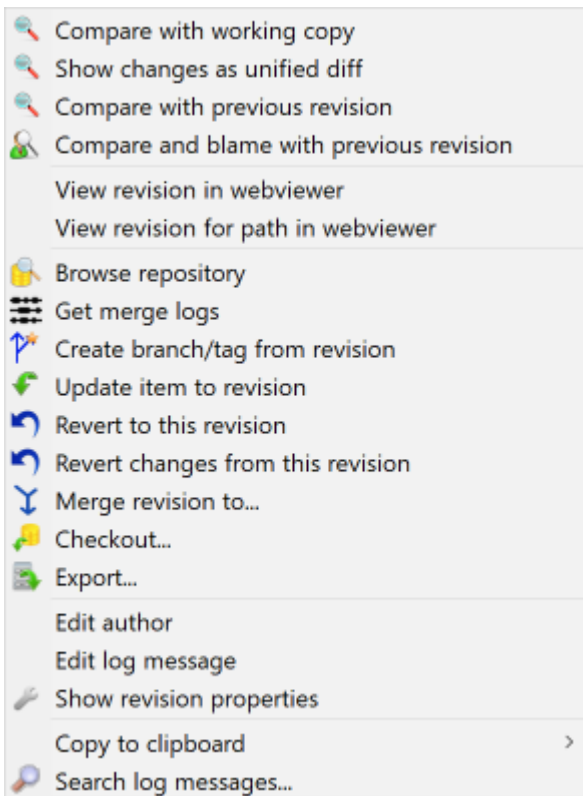 Compare with working copy
Show changes as unified diff
Compare with previous revision
Compare and blame with previous revision
View revision in webviewer
View revision for path in webviewer
Browse repository
Get merge logs
Create branch/tag from revision
Update item to revision
Revert to this revision
Revert changes from this revision
Merge revision to...
Checkout...
Export...
Edit author
Edit log message
Show revision properties
Copy to clipboard
Search log messages...